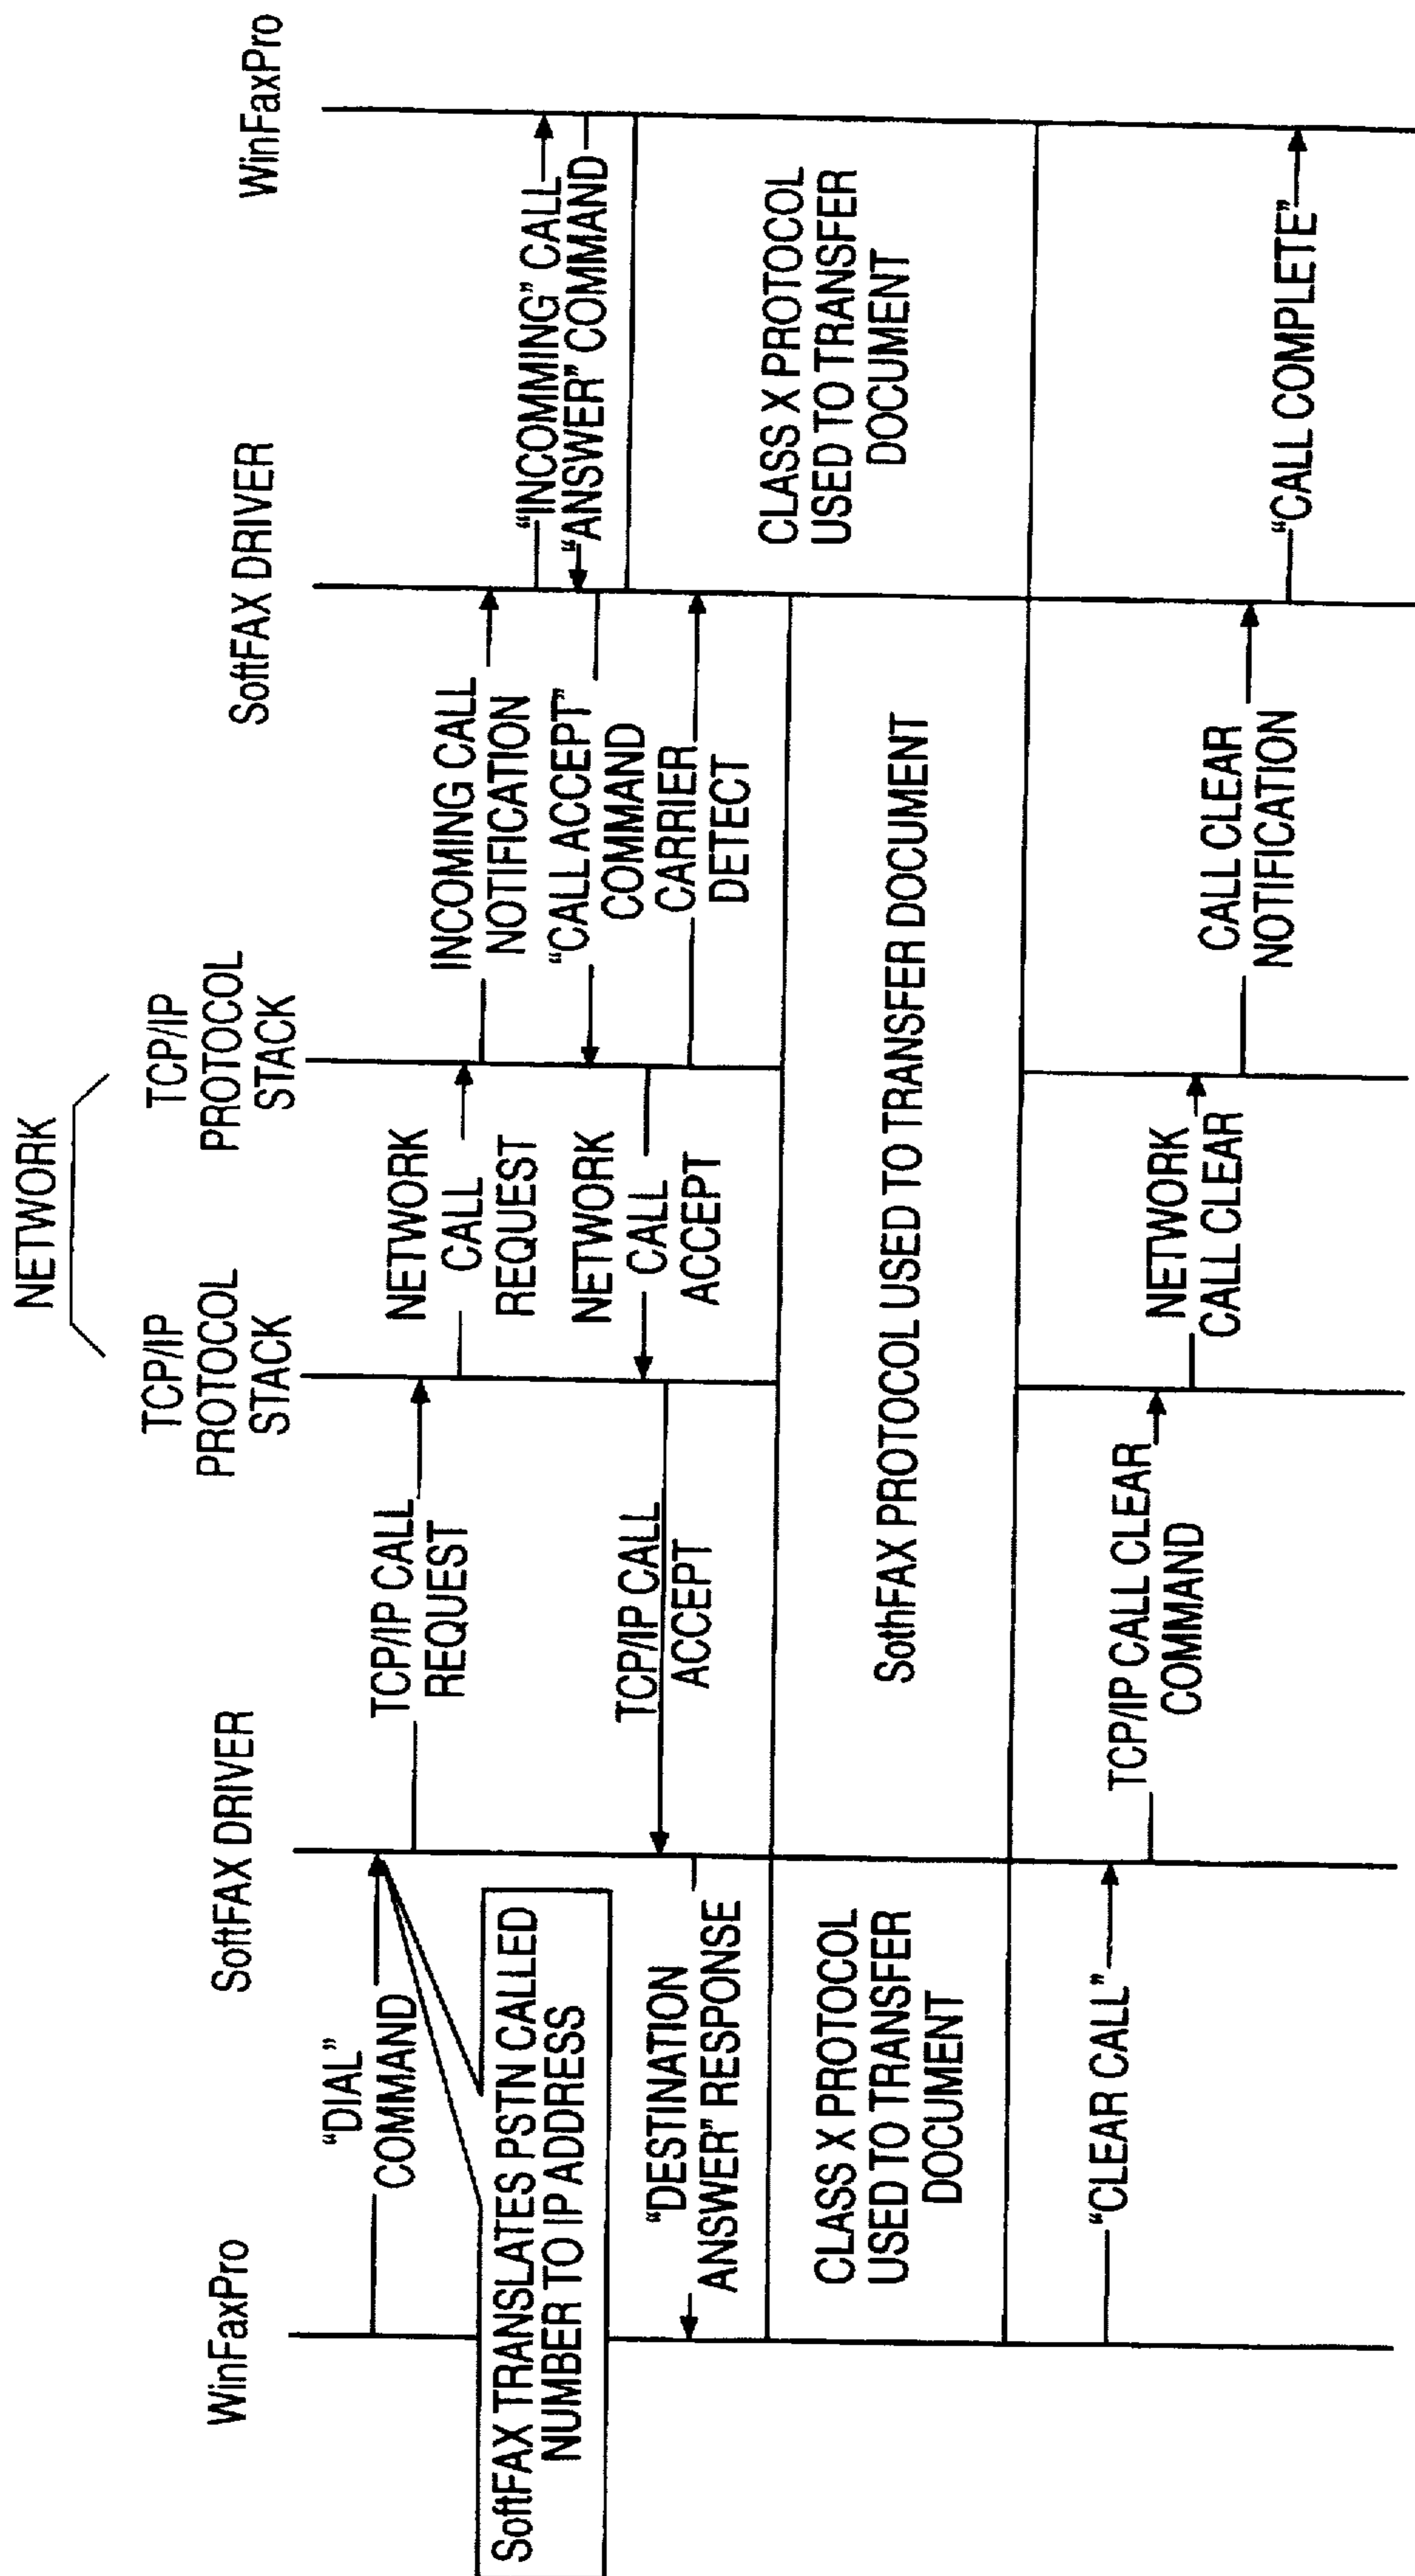 NETWORK
WinFaxPro
SoftFAX DRIVER
TCP/IP
PROTOCOL
STACK
TCP/IP
PROTOCOL
STACK
SoftFAX DRIVER
WinFaxPro
“DIAL”
COMMAND
SoftFAX TRANSLATES PSTN CALLED
NUMBER TO IP ADDRESS
TCP/IP CALL
REQUEST
NETWORK
CALL
REQUEST
INCOMING CALL
NOTIFICATION
“INCOMMING” CALL
“ANSWER” COMMAND
“CALL ACCEPT”
COMMAND
CARRIER
DETECT
NETWORK
CALL
ACCEPT
TCP/IP CALL
ACCEPT
“DESTINATION
ANSWER” RESPONSE
CLASS X PROTOCOL
USED TO TRANSFER
DOCUMENT
SothFAX PROTOCOL USED TO TRANSFER DOCUMENT
CLASS X PROTOCOL
USED TO TRANSFER
DOCUMENT
“CLEAR CALL”
TCP/IP CALL CLEAR
COMMAND
NETWORK
CALL CLEAR
CALL CLEAR
NOTIFICATION
“CALL COMPLETE”